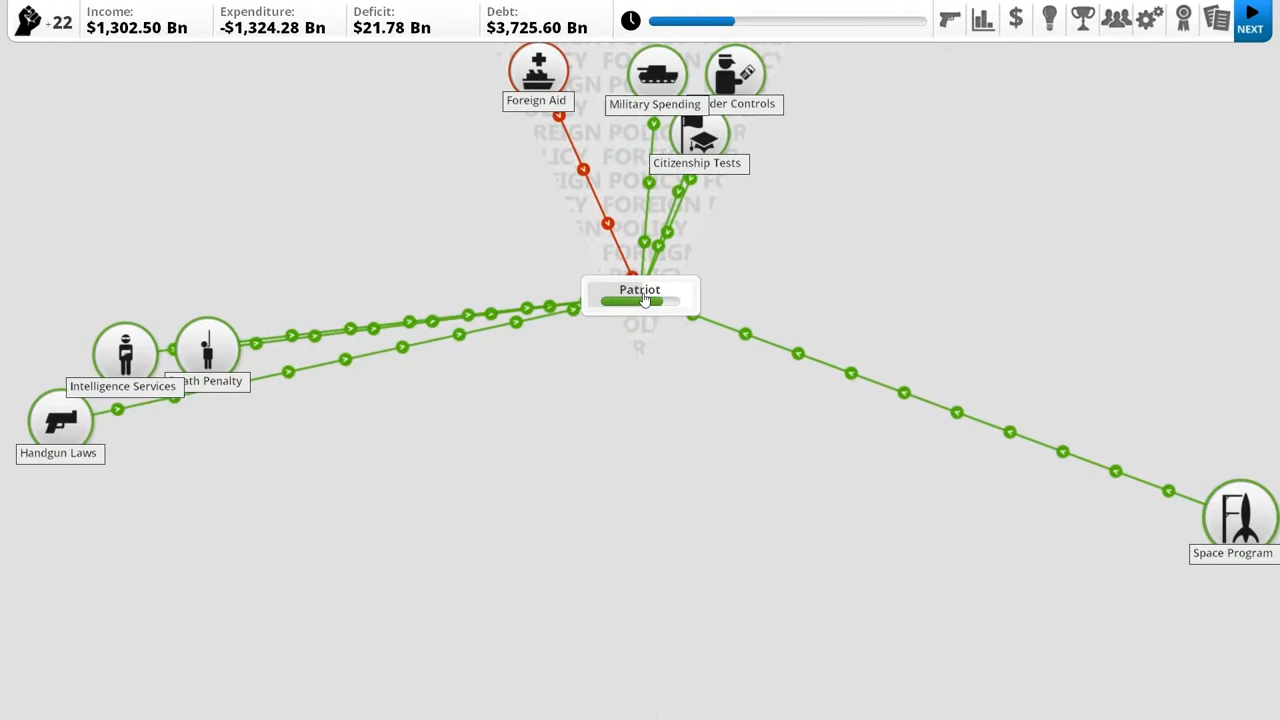 +22
Income:
$1,302.50 Bn
Expenditure:
-$1,324.28 Bn
Deficit:
$21.78 Bn
Debt:
$3,725.60 Bn
NEXT
Foreign Aid
Military Spending
der Controls
Citizenship Tests
FOREIGN POLICY
Patriot
Intelligence Services
ath Penalty
Handgun Laws
Space Program